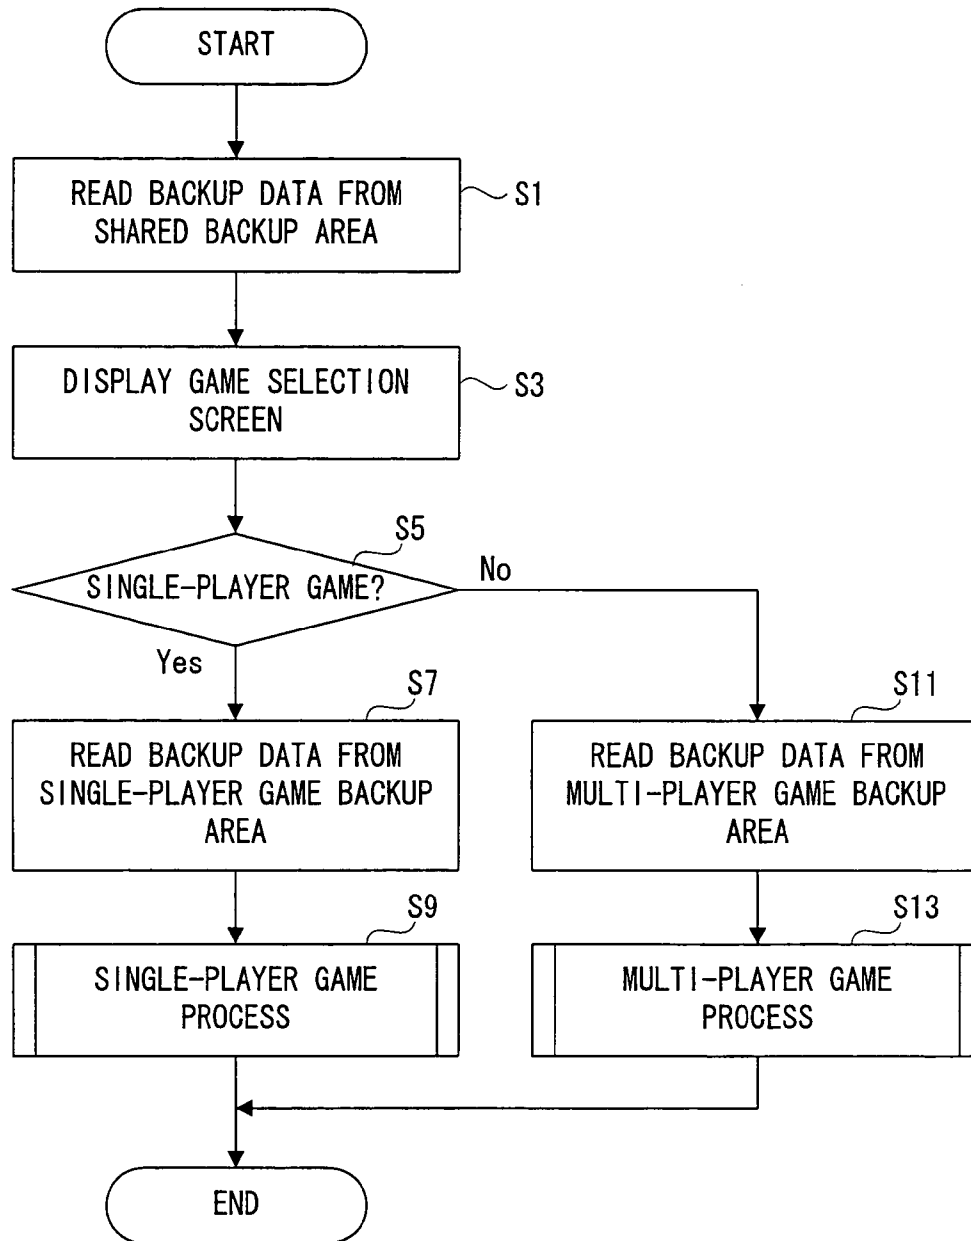 START
READ BACKUP DATA FROM
SHARED BACKUP AREA
S1
DISPLAY GAME SELECTION
SCREEN
S3
S5
SINGLE-PLAYER GAME?
No
Yes
S7
READ BACKUP DATA FROM
SINGLE-PLAYER GAME BACKUP
AREA
S11
READ BACKUP DATA FROM
MULTI-PLAYER GAME BACKUP
AREA
S9
SINGLE-PLAYER GAME
PROCESS
S13
MULTI-PLAYER GAME
PROCESS
END